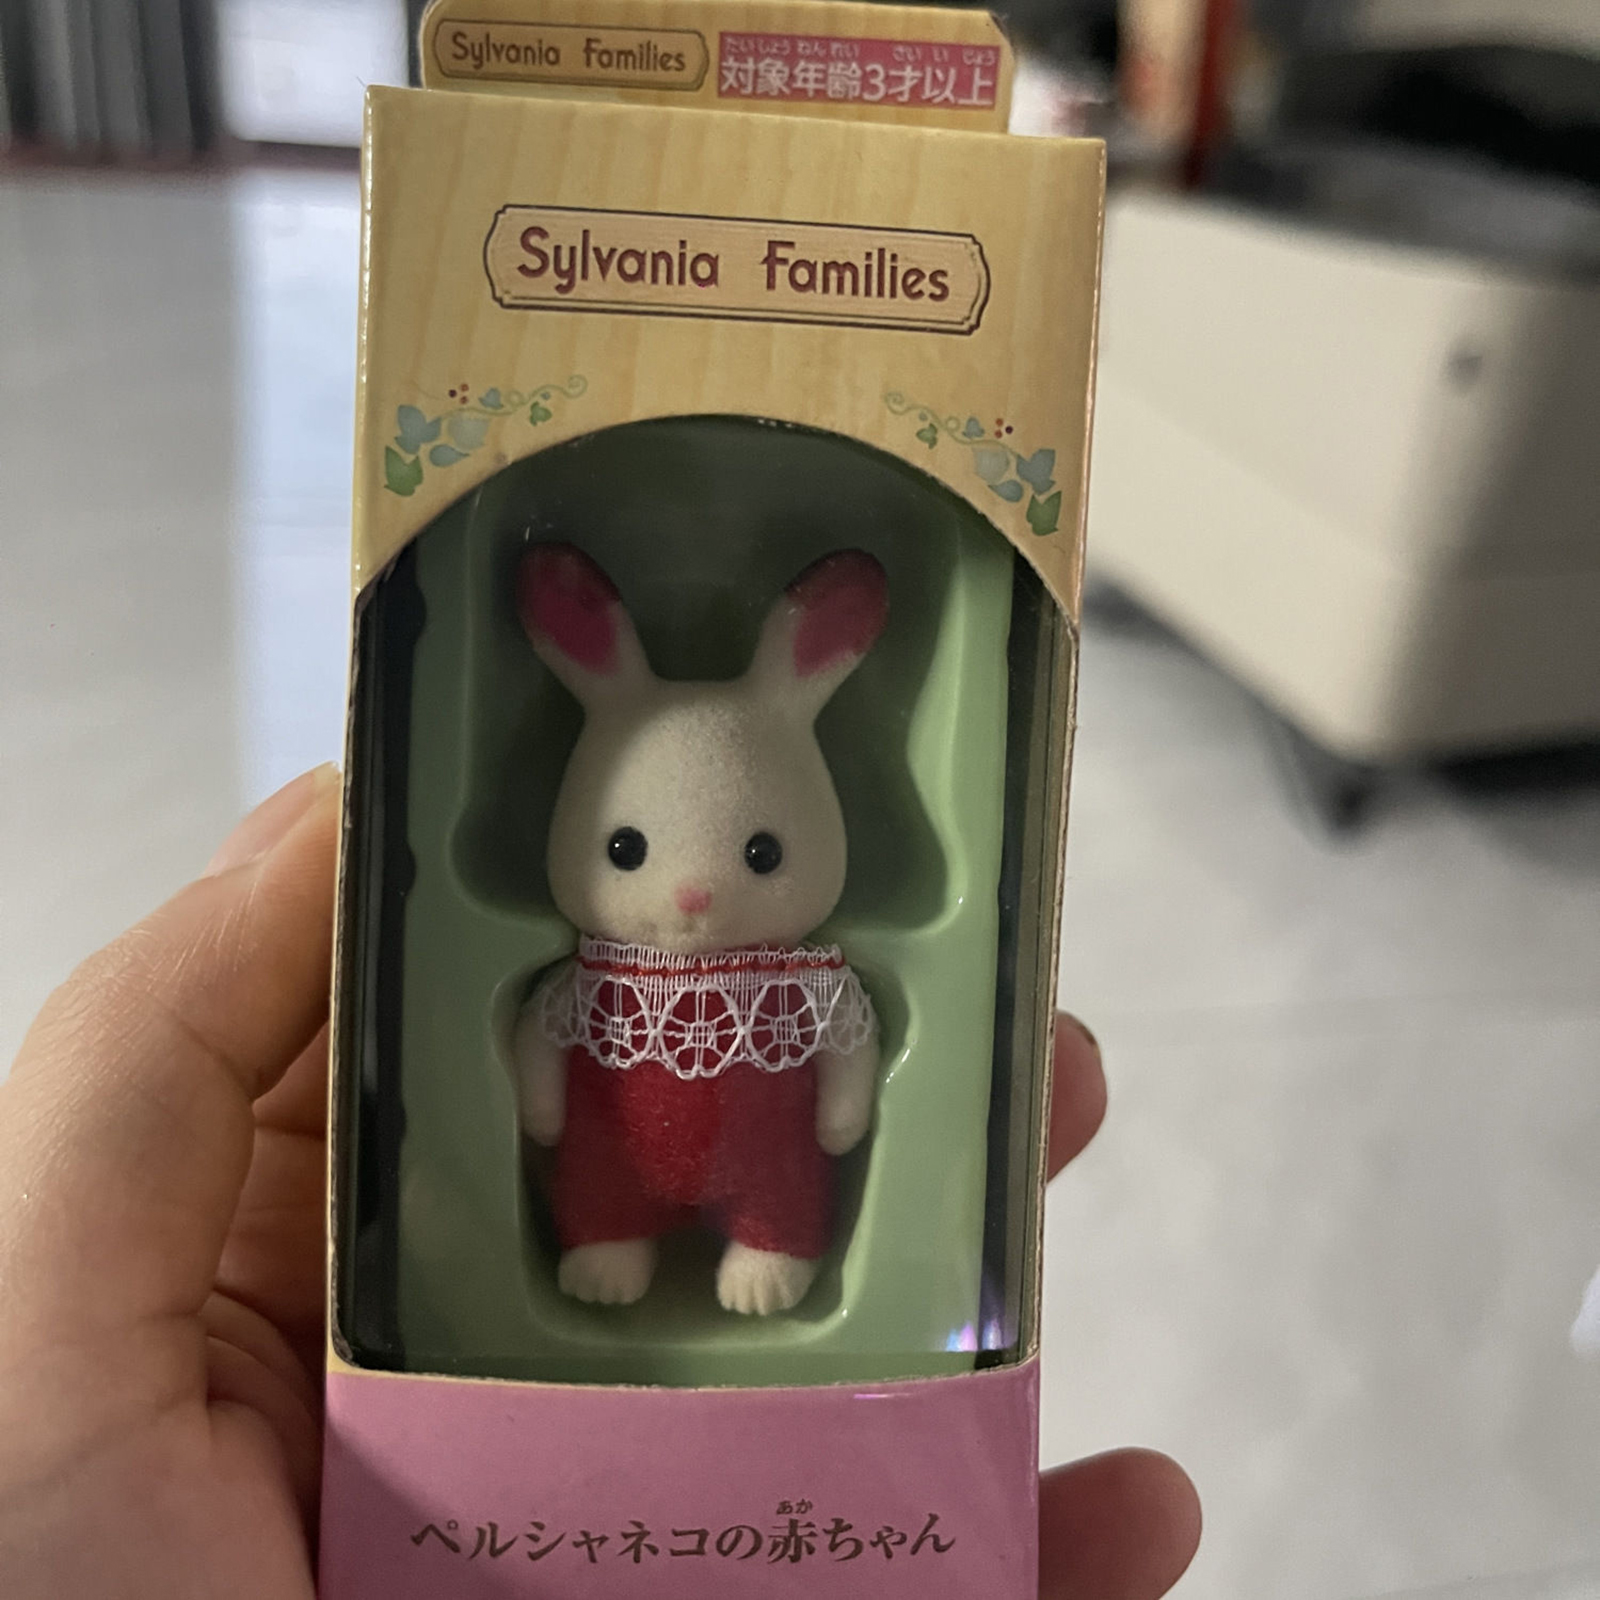 Sylvania Families
たいしょうねんれい さいいじょう
対象年齢3才以上
Sylvania Families
あか
ペルシャネコの赤ちゃん